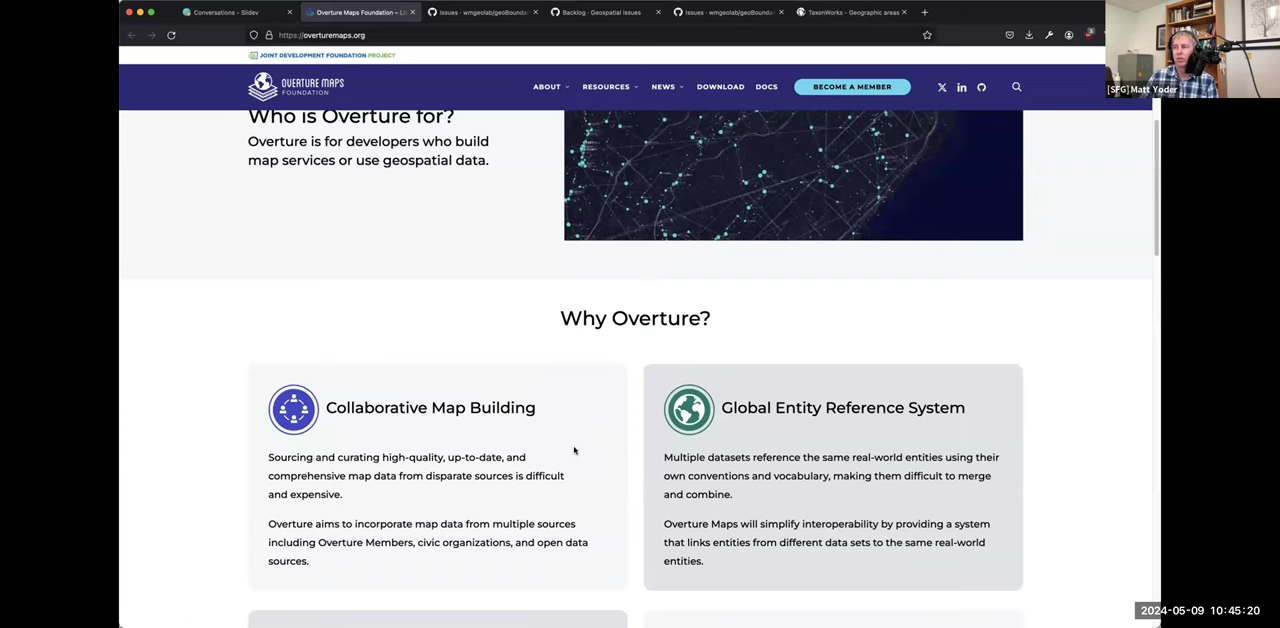 Conversations - Slidev
Overture Maps Foundation – Li
Issues · wmgeolab/geoBounda
Backlog · Geospatial issues
Issues · wmgeolab/geoBounda
TaxonWorks - Geographic areas
https://overturemaps.org
JOINT DEVELOPMENT FOUNDATION PROJECT
OVERTURE MAPS
FOUNDATION
ABOUT
RESOURCES
NEWS
DOWNLOAD
DOCS
BECOME A MEMBER
[SFG] Matt Yoder
Who is Overture for?
Overture is for developers who build
map services or use geospatial data.
Why Overture?
Collaborative Map Building
Sourcing and curating high-quality, up-to-date, and
comprehensive map data from disparate sources is difficult
and expensive.
Overture aims to incorporate map data from multiple sources
including Overture Members, civic organizations, and open data
sources.
Global Entity Reference System
Multiple datasets reference the same real-world entities using their
own conventions and vocabulary, making them difficult to merge
and combine.
Overture Maps will simplify interoperability by providing a system
that links entities from different data sets to the same real-world
entities.
2024-05-09 10:45:20